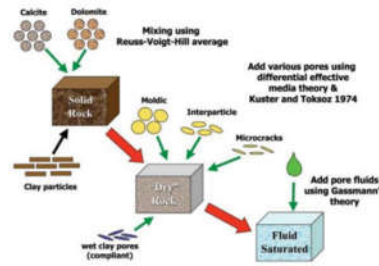 Calcite
Dolomite
Mixing using
Reuss-Voigt-Hill average
Solid
Rock
Clay particles
Moldic
Interparticle
Microcracks
Add various pores using
differential effective
media theory &
Kuster and Toksoz 1974
"Dry"
Rock
wet clay pores
(compliant)
Add pore fluids
using Gassmann'
theory
Fluid
Saturated